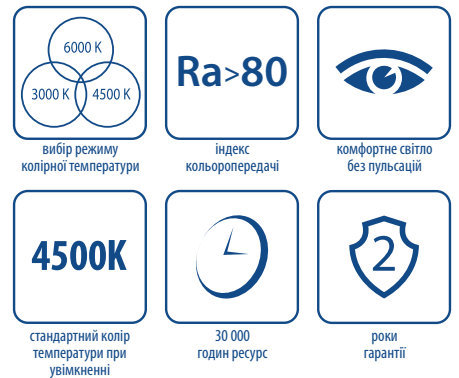 6000 K
3000 K
4500 K
вибір режиму
колірної температури
Ra>80
індекс
кольоропередачі
комфортне світло
без пульсацій
4500K
стандартний колір
температури при
увімкненні
30 000
годин ресурс
2
роки
гарантії